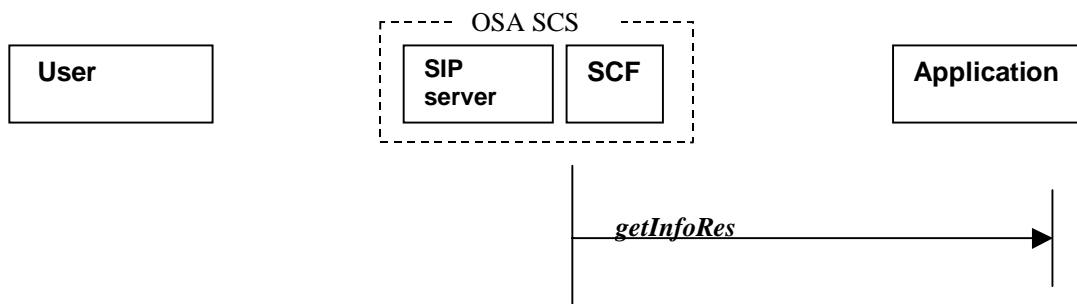 OSA SCS
User
SIP
server
SCF
Application
getInfoRes